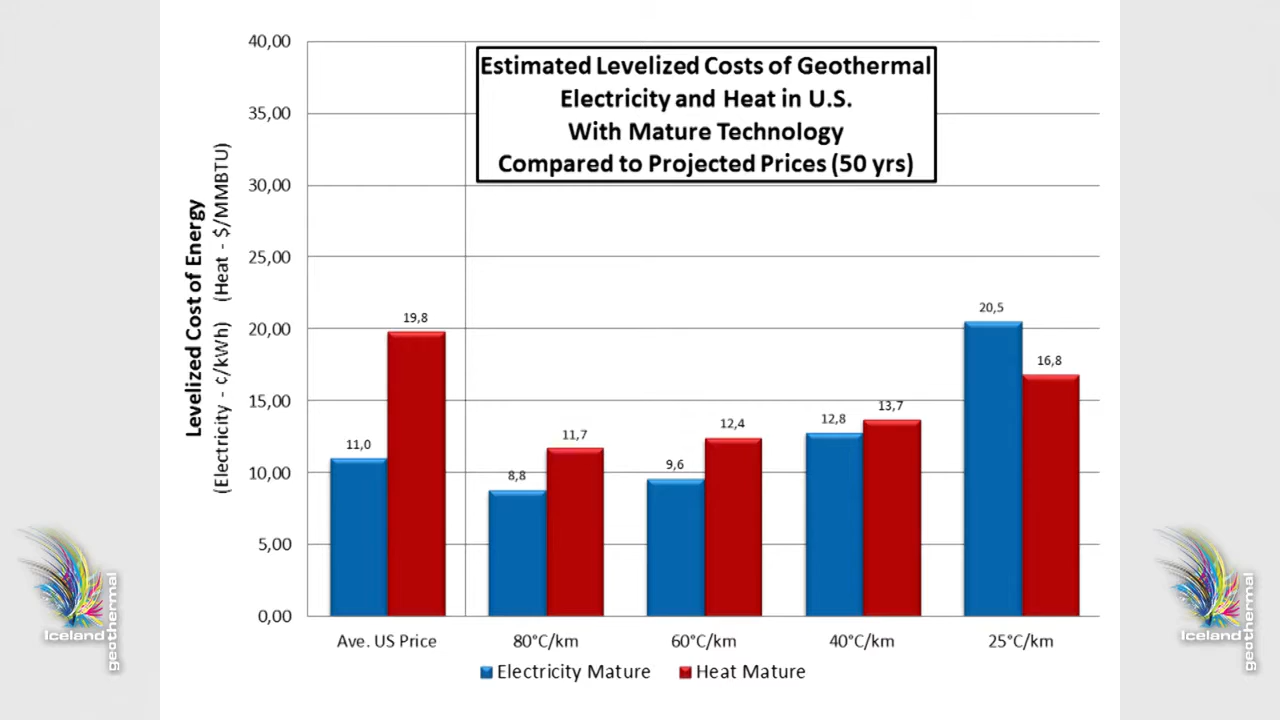 Estimated Levelized Costs of Geothermal
Electricity and Heat in U.S.
With Mature Technology
Compared to Projected Prices (50 yrs)
Levelized Cost of Energy
(Electricity - ¢/kWh) (Heat - $/MMBTU)
40,00
35,00
30,00
25,00
20,00
15,00
10,00
5,00
0,00
11,0
19,8
8,8
11,7
9,6
12,4
12,8
13,7
20,5
16,8
Ave. US Price
80°C/km
60°C/km
40°C/km
25°C/km
Electricity Mature
Heat Mature
Iceland
geothermal
Iceland
geothermal